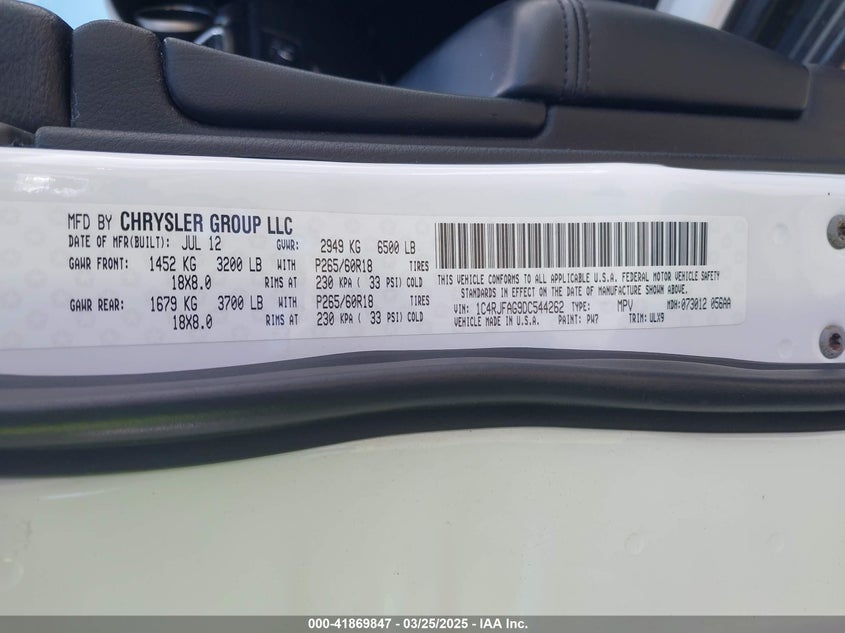 MFD BY CHRYSLER GROUP LLC
DATE OF MFR(BUILT): JUL 12 GVWR: 2949 KG 6500 LB
GAWR FRONT: 1452 KG 3200 LB WITH P265/60R18 TIRES
18X8.0 RIMS AT 230 KPA ( 33 PSI) COLD
GAWR REAR: 1679 KG 3700 LB WITH P265/60R18 TIRES
18X8.0 RIMS AT 230 KPA ( 33 PSI) COLD
THIS VEHICLE CONFORMS TO ALL APPLICABLE U.S.A. FEDERAL MOTOR VEHICLE SAFETY
STANDARDS IN EFFECT ON THE DATE OF MANUFACTURE SHOWN ABOVE.
VIN: 1C4RJFAG9DC544262 TYPE: MPV MDH: 073012 056AA
VEHICLE MADE IN U.S.A. PAINT: PW7 TRIM: ULX9
000-41869847 — 03/25/2025 — IAA Inc.